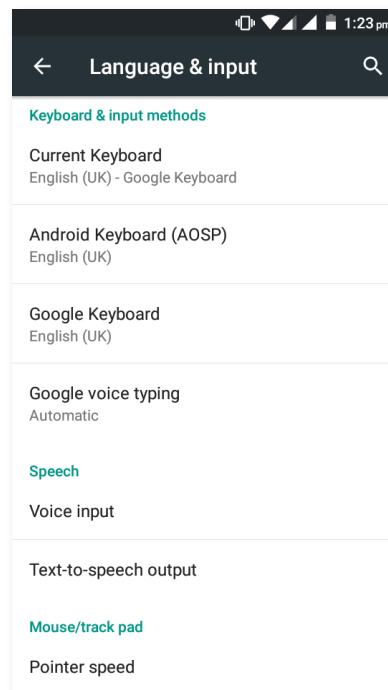 1:23 pm
Language & input
Keyboard & input methods
Current Keyboard
English (UK) - Google Keyboard
Android Keyboard (AOSP)
English (UK)
Google Keyboard
English (UK)
Google voice typing
Automatic
Speech
Voice input
Text-to-speech output
Mouse/track pad
Pointer speed